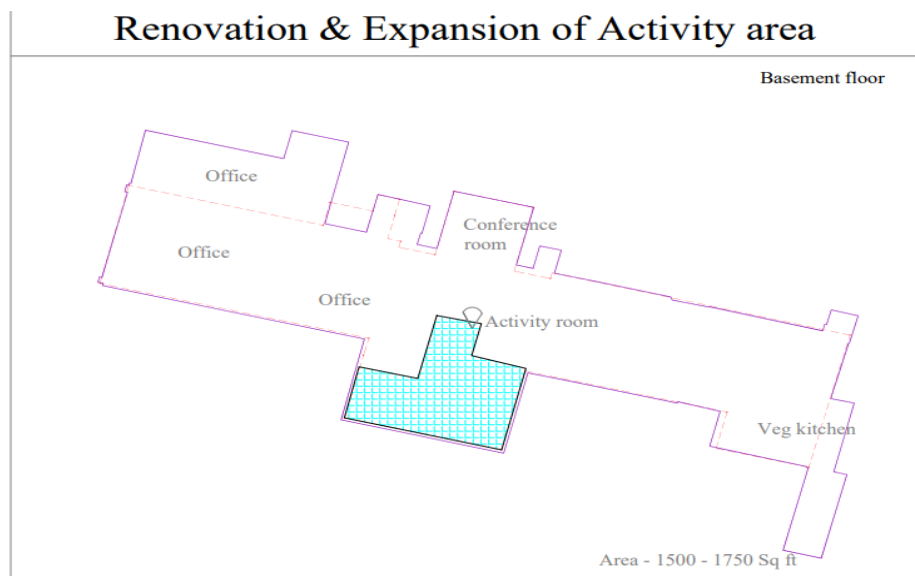 Renovation & Expansion of Activity area
Basement floor
Office
Conference
room
Office
Office
Activity room
Veg kitchen
Area - 1500 - 1750 Sq ft